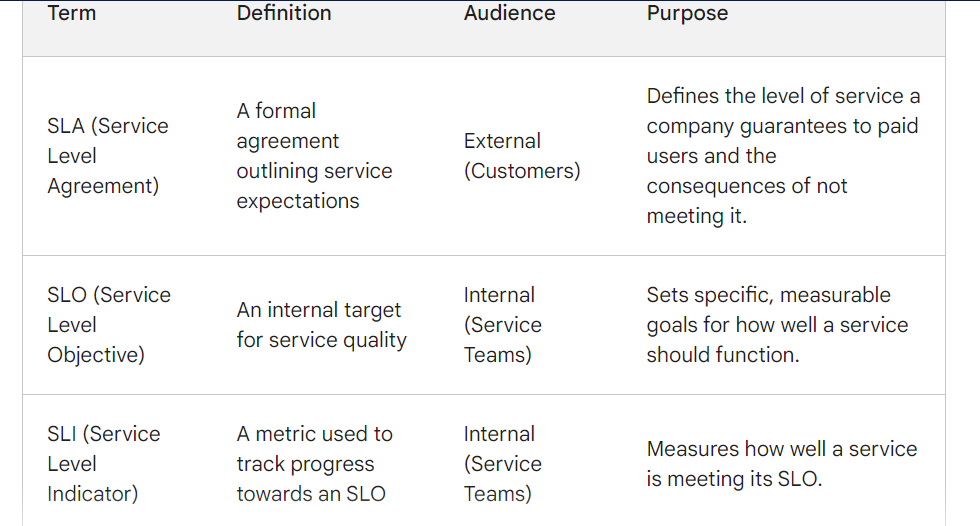 Term Definition Audience Purpose
SLA (Service
Level
Agreement)
A formal
agreement
outlining service
expectations
External
(Customers)
Defines the level of service a
company guarantees to paid
users and the
consequences of not
meeting it.
SLO (Service
Level
Objective)
An internal target
for service quality
Internal
(Service
Teams)
Sets specific, measurable
goals for how well a service
should function.
SLI (Service
Level
Indicator)
A metric used to
track progress
towards an SLO
Internal
(Service
Teams)
Measures how well a service
is meeting its SLO.